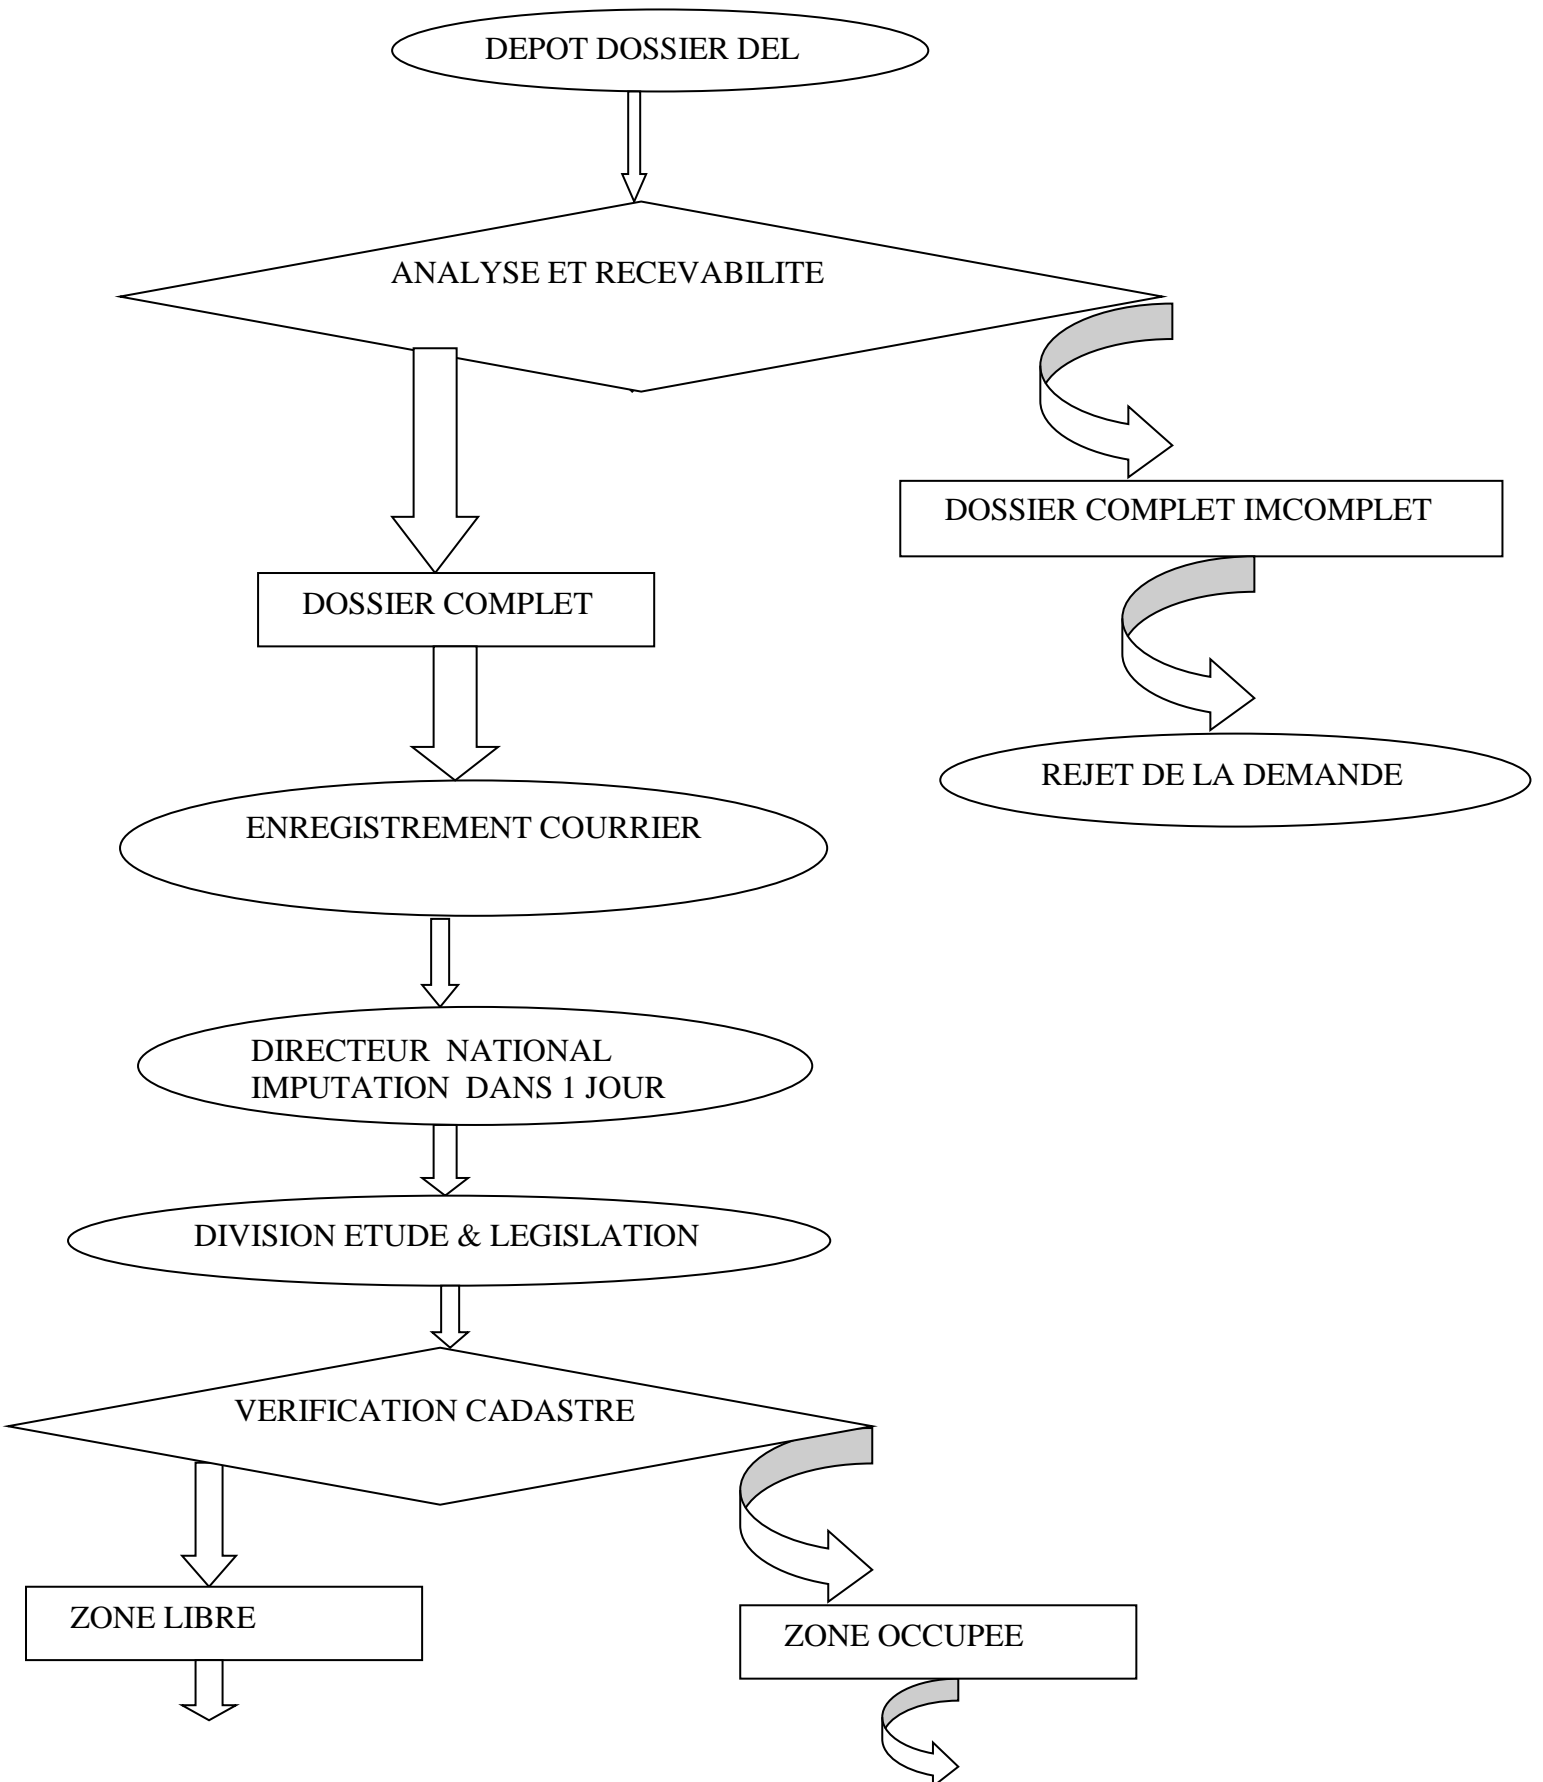 DEPOT DOSSIER DEL
ANALYSE ET RECEVABILITE
DOSSIER COMPLET IMCOMPLET
DOSSIER COMPLET
REJET DE LA DEMANDE
ENREGISTREMENT COURRIER
DIRECTEUR NATIONAL
IMPUTATION DANS 1 JOUR
DIVISION ETUDE & LEGISLATION
VERIFICATION CADASTRE
ZONE LIBRE
ZONE OCCUPEE